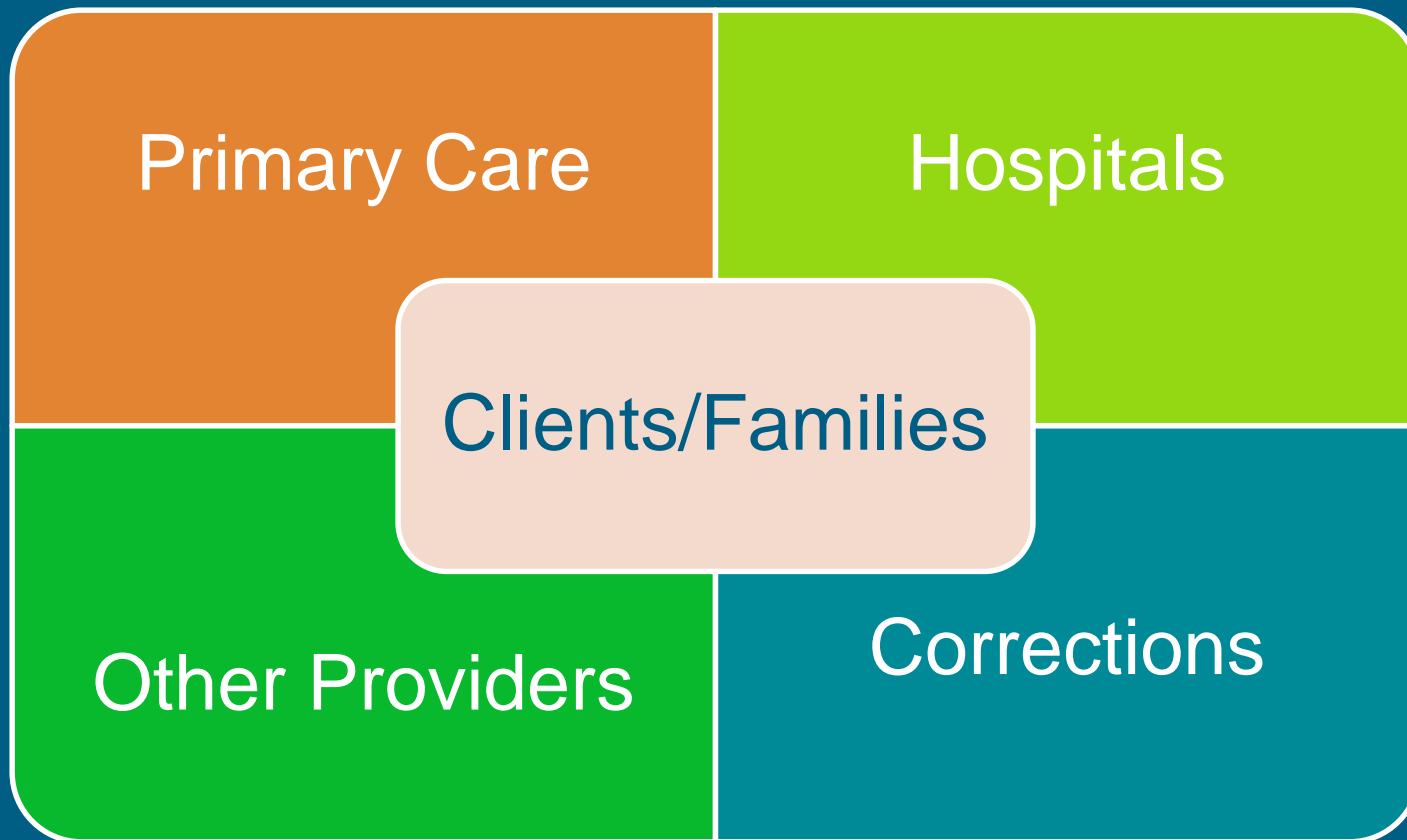 Primary Care
Hospitals
Clients/Families
Other Providers
Corrections